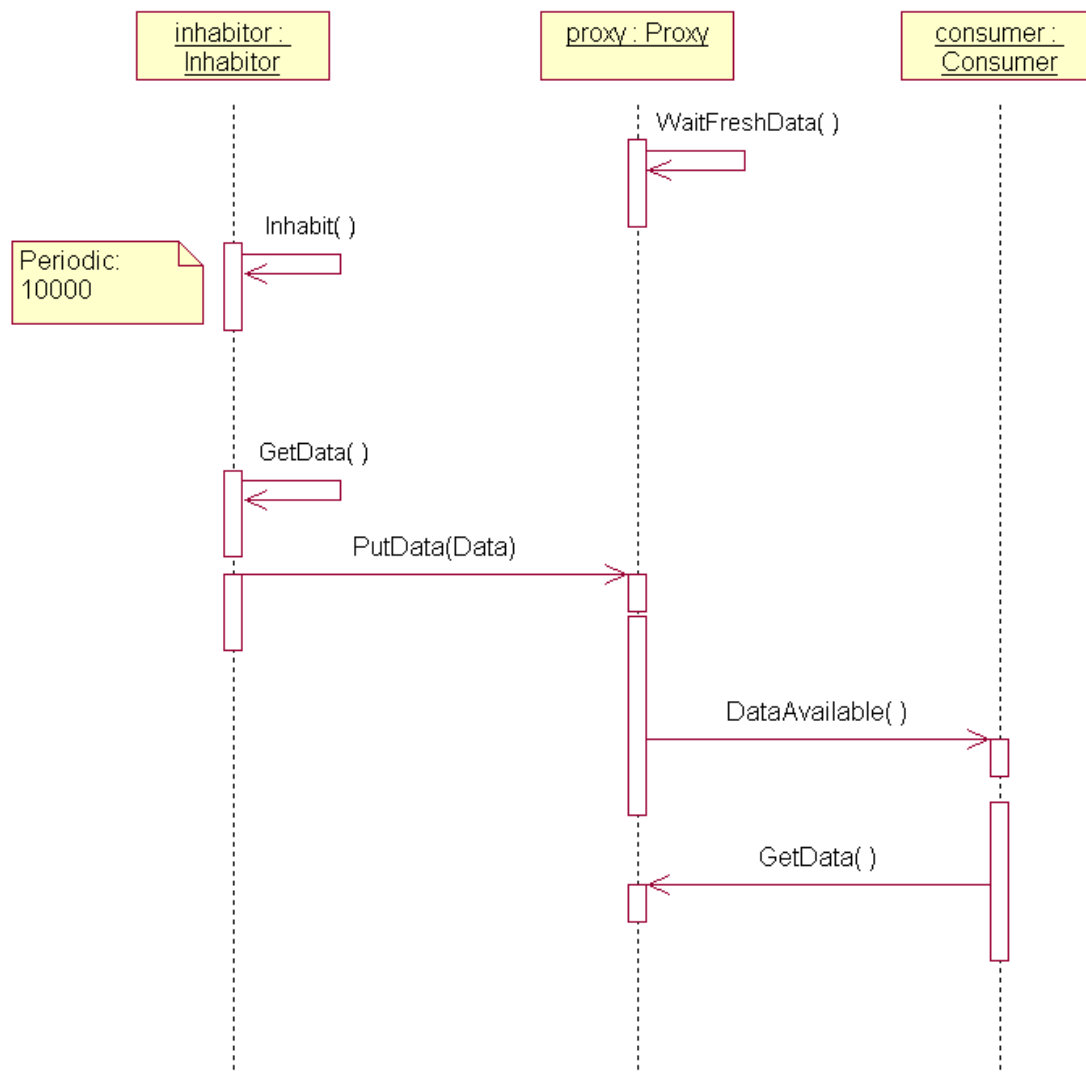 inhabitor :
Inhabitor
proxy : Proxy
consumer :
Consumer
WaitFreshData( )
Inhabit( )
Periodic:
10000
GetData( )
PutData(Data)
DataAvailable( )
GetData( )